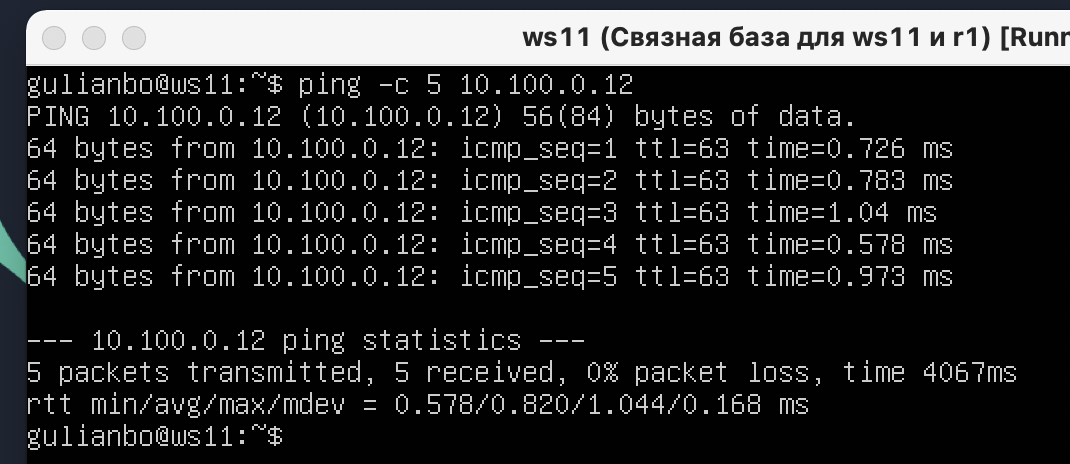 ws11 (Связная база для ws11 и r1) [Runn
gulianbo@ws11:~$ ping -c 5 10.100.0.12
PING 10.100.0.12 (10.100.0.12) 56(84) bytes of data.
64 bytes from 10.100.0.12: icmp_seq=1 ttl=63 time=0.726 ms
64 bytes from 10.100.0.12: icmp_seq=2 ttl=63 time=0.783 ms
64 bytes from 10.100.0.12: icmp_seq=3 ttl=63 time=1.04 ms
64 bytes from 10.100.0.12: icmp_seq=4 ttl=63 time=0.578 ms
64 bytes from 10.100.0.12: icmp_seq=5 ttl=63 time=0.973 ms
--- 10.100.0.12 ping statistics ---
5 packets transmitted, 5 received, 0% packet loss, time 4067ms
rtt min/avg/max/mdev = 0.578/0.820/1.044/0.168 ms
gulianbo@ws11:~$